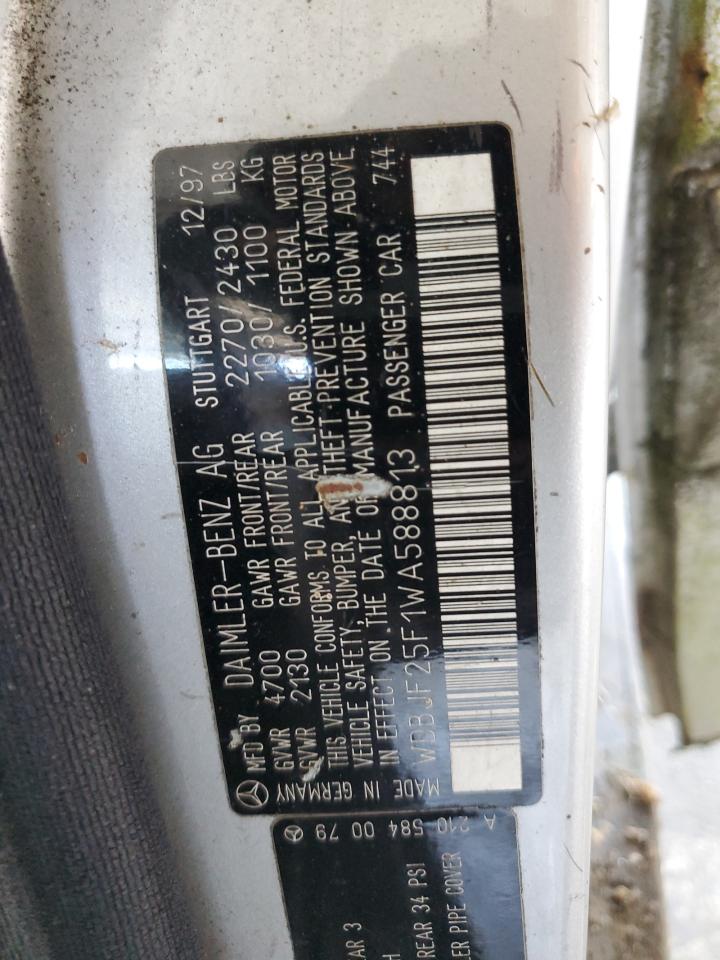 MFD BY DAIMLER-BENZ AG STUTTGART 12/97
GVWR 4700 GAWR FRONT/REAR 2270/2430 LBS
GVWR 2130 GAWR FRONT/REAR 1030/1100 KG
THIS VEHICLE CONFORMS TO ALL APPLICABLE U.S. FEDERAL MOTOR
VEHICLE SAFETY, BUMPER, AND THEFT PREVENTION STANDARDS
IN EFFECT ON THE DATE OF MANUFACTURE SHOWN ABOVE.
WDBJF25F1WA588813 PASSENGER CAR 744
MADE IN GERMANY
A 210 584 00 79
AR 3
H
REAR 34 PSI
ER PIPE COVER